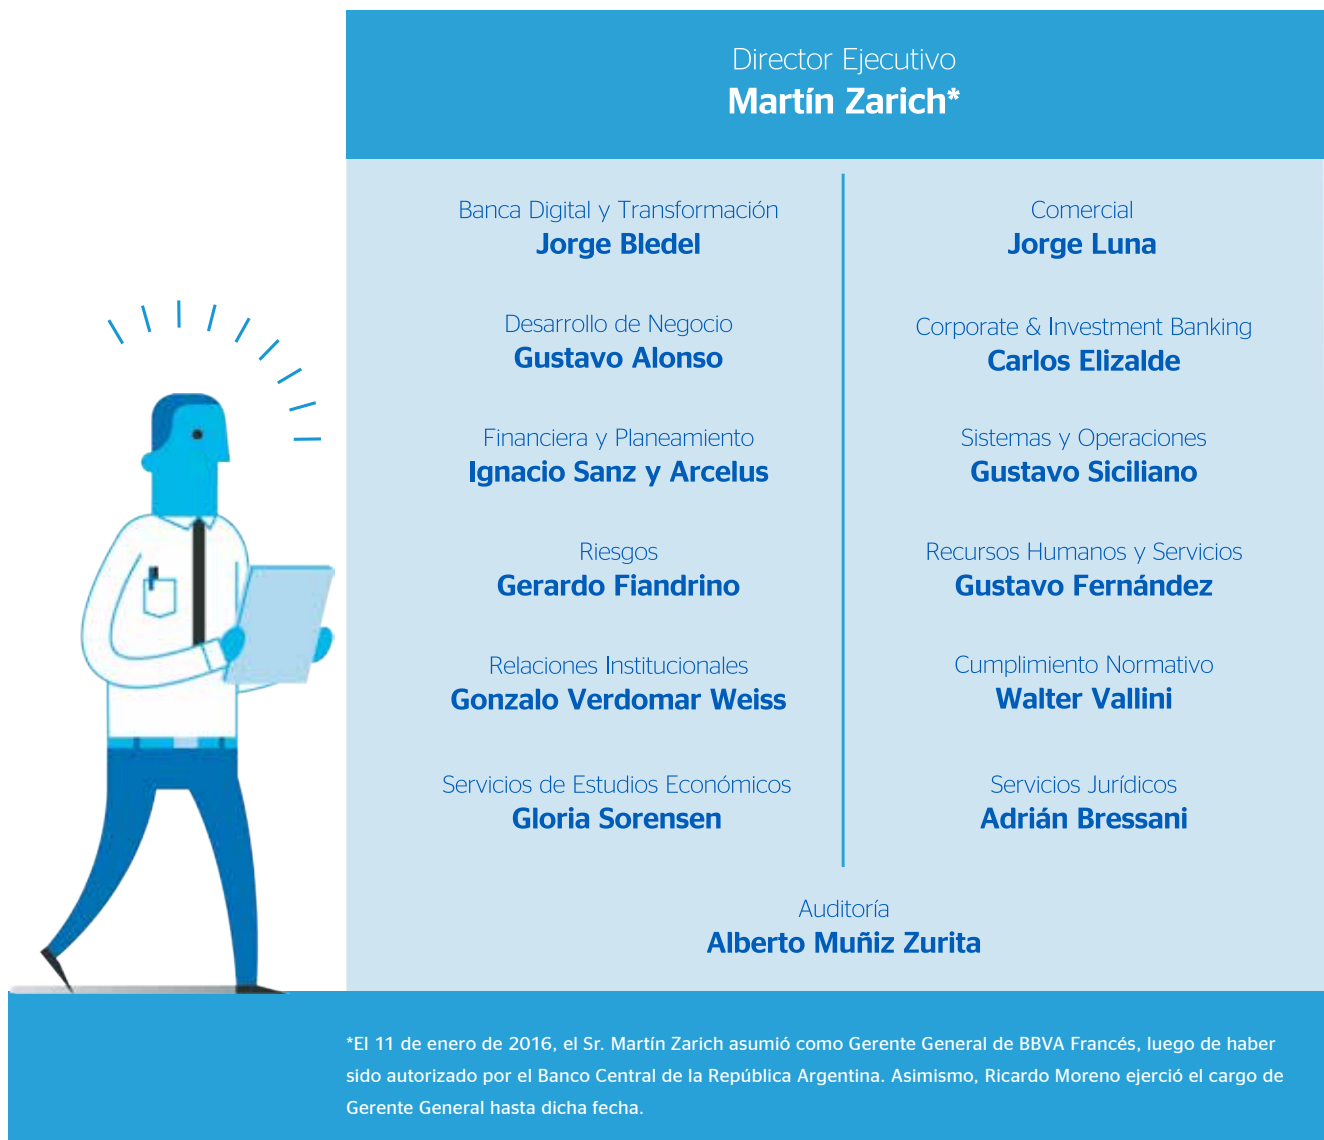 Director Ejecutivo
Martín Zarich*
Banca Digital y Transformación
Jorge Bledel
Desarrollo de Negocio
Gustavo Alonso
Financiera y Planeamiento
Ignacio Sanz y Arcelus
Riesgos
Gerardo Fiandrino
Relaciones Institucionales
Gonzalo Verdomar Weiss
Servicios de Estudios Económicos
Gloria Sorensen
Comercial
Jorge Luna
Corporate & Investment Banking
Carlos Elizalde
Sistemas y Operaciones
Gustavo Siciliano
Recursos Humanos y Servicios
Gustavo Fernández
Cumplimiento Normativo
Walter Vallini
Servicios Jurídicos
Adrián Bressani
Auditoría
Alberto Muñiz Zurita
*El 11 de enero de 2016, el Sr. Martín Zarich asumió como Gerente General de BBVA Francés, luego de haber
sido autorizado por el Banco Central de la República Argentina. Asimismo, Ricardo Moreno ejerció el cargo de
Gerente General hasta dicha fecha.